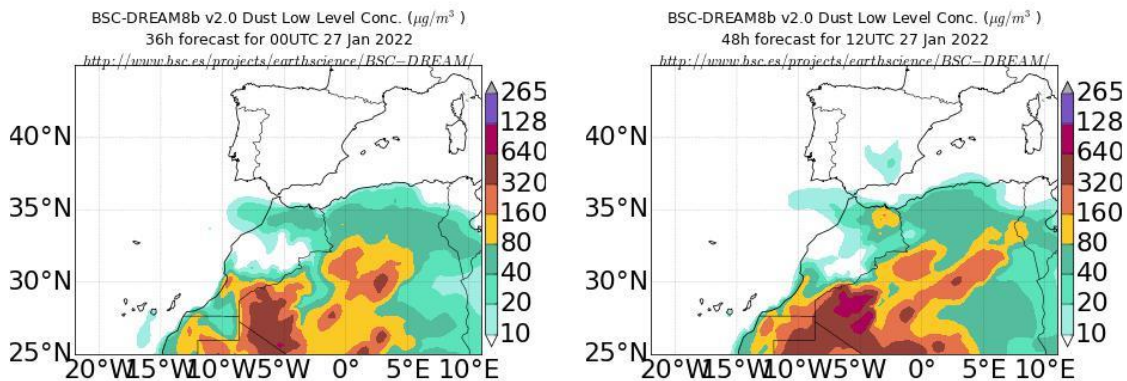 BSC-DREAM8b v2.0 Dust Low Level Conc. (μg/m³ )
36h forecast for 00UTC 27 Jan 2022
http://www.bsc.es/projects/earthscience/BSC−DREAM/
40°N
35°N
30°N
25°N
20°W
15°W
10°W
5°W
0°
5°E
10°E
265
128
640
320
160
80
40
20
10
BSC-DREAM8b v2.0 Dust Low Level Conc. (μg/m³ )
48h forecast for 12UTC 27 Jan 2022
http://www.bsc.es/projects/earthscience/BSC−DREAM/
40°N
35°N
30°N
25°N
20°W
15°W
10°W
5°W
0°
5°E
10°E
265
128
640
320
160
80
40
20
10